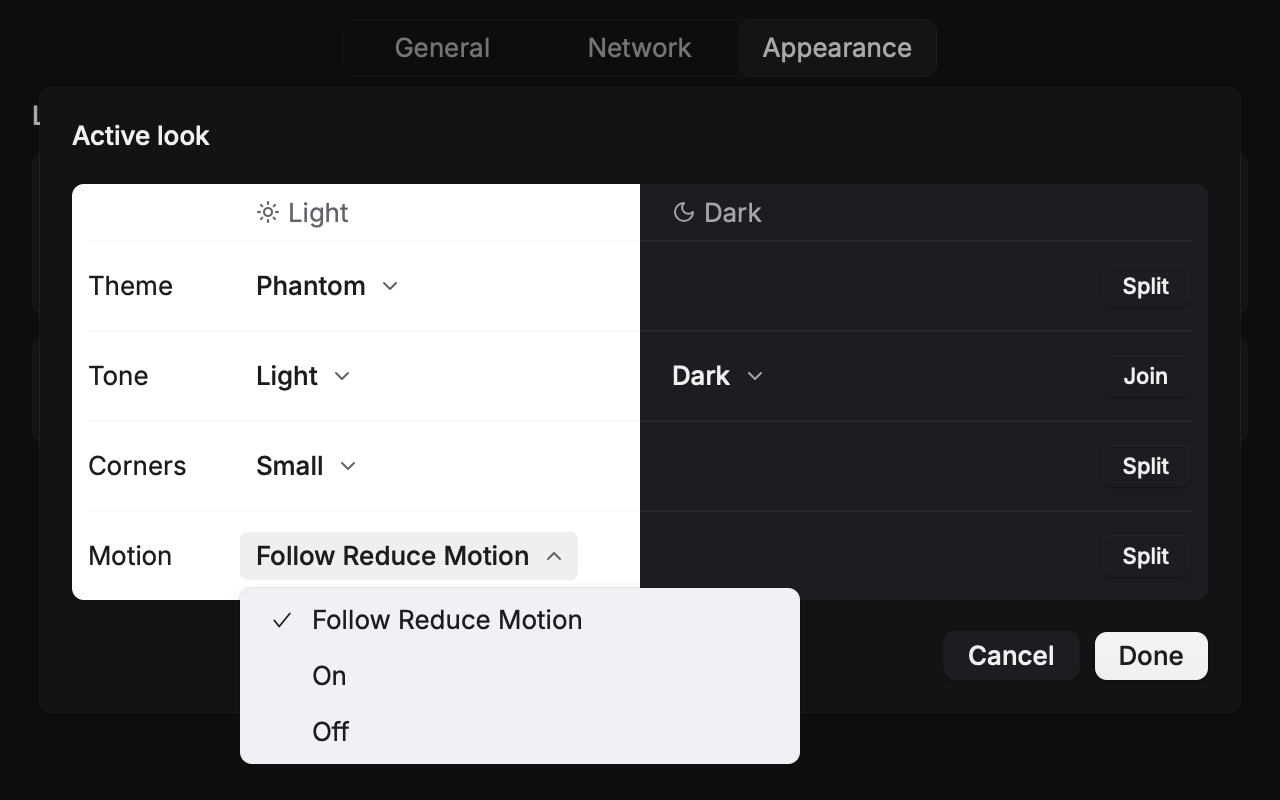 General Network Appearance
Active look
Light Dark
Theme Phantom Split
Tone Light Dark Join
Corners Small Split
Motion Follow Reduce Motion Split
Follow Reduce Motion
On
Off
Cancel Done